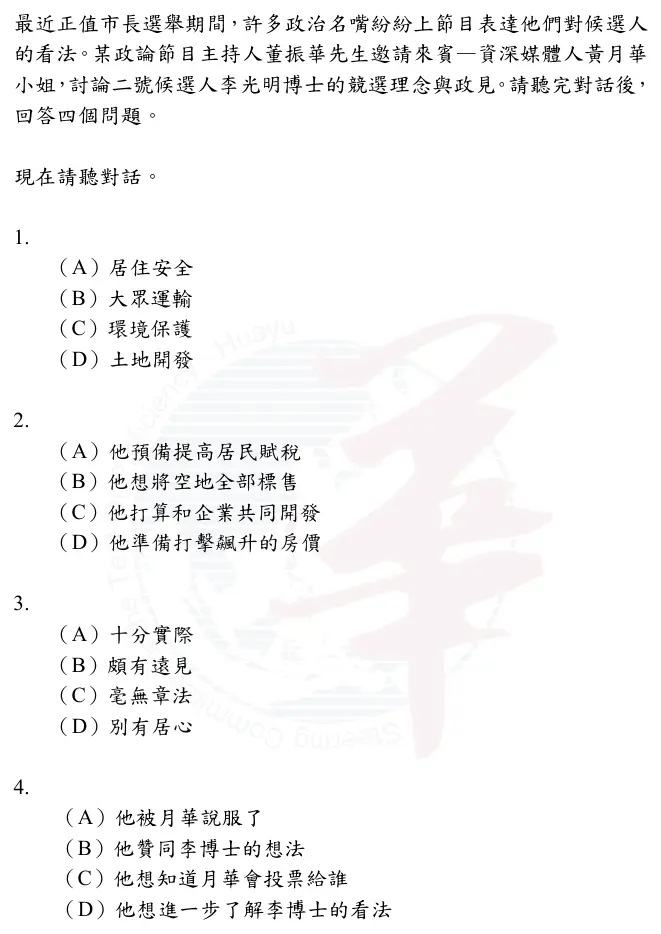 最近正值市長選舉期間，許多政治名嘴紛紛上節目表達他們對候選人
的看法。某政論節目主持人董振華先生邀請來賓—資深媒體人黃月華
小姐，討論二號候選人李光明博士的競選理念與政見。請聽完對話後，
回答四個問題。
現在請聽對話。
1.
（A）居住安全
（B）大眾運輸
（C）環境保護
（D）土地開發
2.
（A）他預備提高居民賦稅
（B）他想將空地全部標售
（C）他打算和企業共同開發
（D）他準備打擊飆升的房價
3.
（A）十分實際
（B）頗有遠見
（C）毫無章法
（D）別有居心
4.
（A）他被月華說服了
（B）他贊同李博士的想法
（C）他想知道月華會投票給誰
（D）他想進一步了解李博士的看法
華
Huayu
Steering Comm